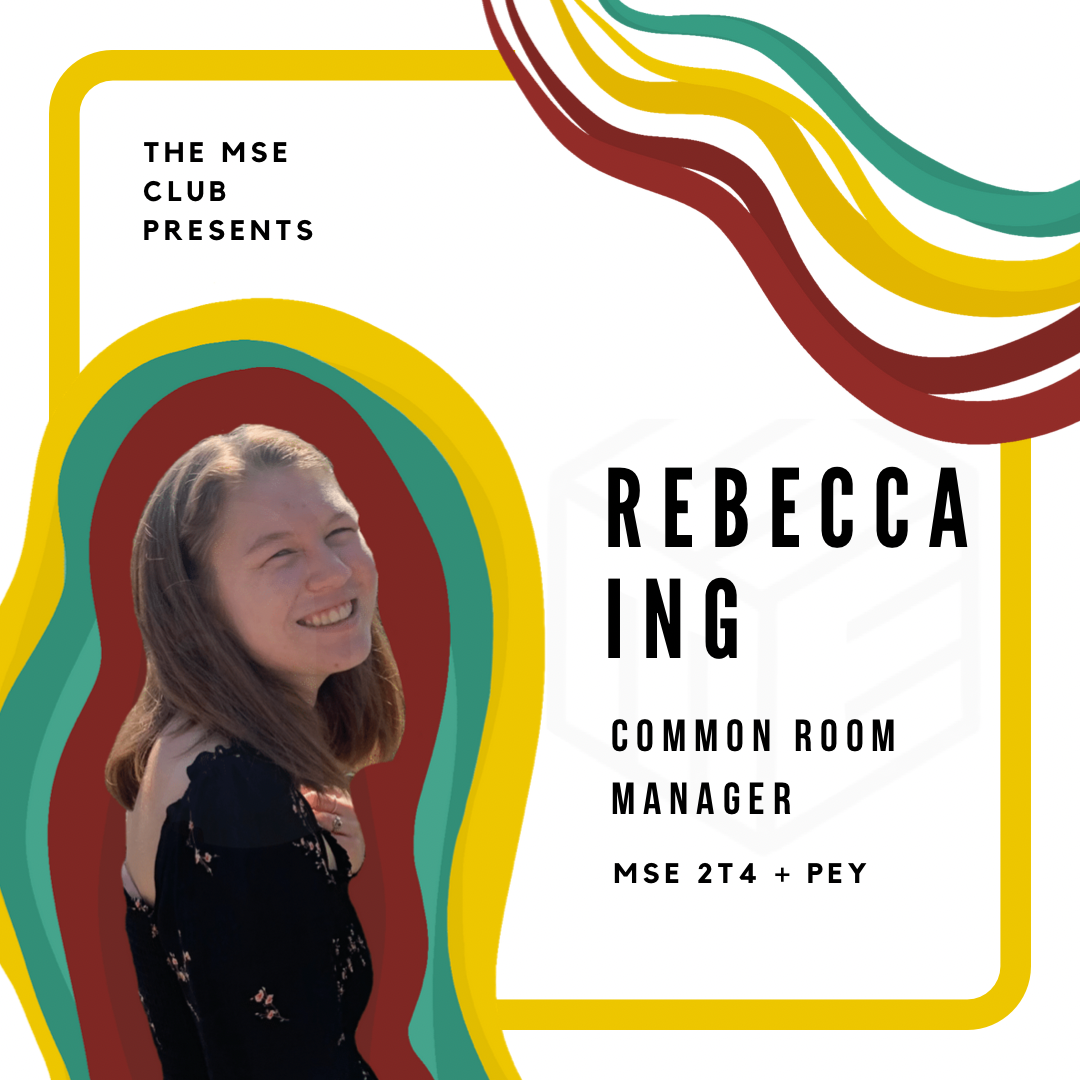 THE MSE
CLUB
PRESENTS
REBECCA
ING
COMMON ROOM
MANAGER
MSE 2T4 + PEY